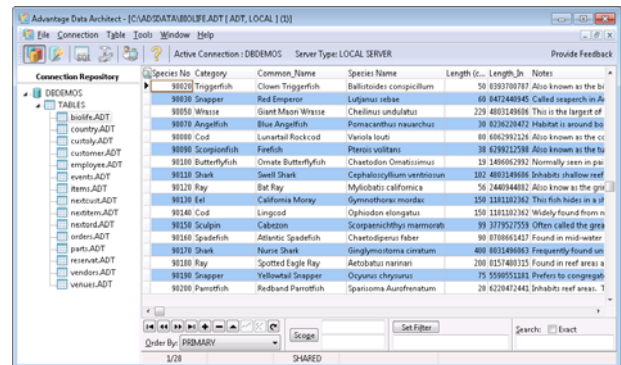 Advantage Data Architect - [C:\ADSDATA\BIOLIFE.ADT [ ADT, LOCAL ] (1)]
File Connection Table Tools Window Help
SQL Active Connection : DBDEMOS Server Type: LOCAL SERVER Provide Feedback
Connection Repository
DBDEMOS
TABLES
biolife.ADT
country.ADT
custoly.ADT
customer.ADT
employee.ADT
events.ADT
items.ADT
nextcust.ADT
nextitem.ADT
nextord.ADT
orders.ADT
parts.ADT
reservat.ADT
vendors.ADT
venues.ADT
Species No Category Common_Name Species Name Length (c... Length_In Notes
90020 Triggerfish Clown Triggerfish Ballistoides conspicillum 50 Also known as the bi
90030 Snapper Red Emperor Lutjanus sebae 60 Called seaperch in A
90050 Wrasse Giant Maori Wrasse Cheilinus undulatus 229 This is the largest of
90070 Angelfish Blue Angelfish Pomacanthus nauarchus 30 Habitat is around bo
90080 Cod Lunartail Rockcod Variola louti 80 Also known as the co
90090 Scorpionfish Firefish Pterois volitans 38 Also known as the tu
90100 Butterflyfish Ornate Butterflyfish Chaetodon Ornatissimus 19 Normally seen in pai
90110 Shark Swell Shark Cephaloscyllium ventriosun 102 Inhabits shallow reef
90120 Ray Bat Ray Myliobatis californica 56 Also know as the grin
90130 Eel California Moray Gymnothorax mordax 150 This fish hides in a sh
90140 Cod Lingcod Ophiodon elongatus 150 Widely found from n
90150 Sculpin Cabezon Scorpaenichthys marmorati 99 Often called the grea
90160 Spadefish Atlantic Spadefish Chaetodiperus faber 90 Found in mid-water
90170 Shark Nurse Shark Ginglymostoma cirratum 400 Frequently found un
90180 Ray Spotted Eagle Ray Aetobatus narinari 200 Found in reef areas a
90190 Snapper Yellowtail Snapper Ocyurus chrysurus 75 Prefers to congregat
90200 Parrotfish Redband Parrotfish Sparisoma Aurofrenatum 28 Inhabits reef areas. T
Scope Set Filter Search: Exact
Order By: PRIMARY
1/28 SHARED